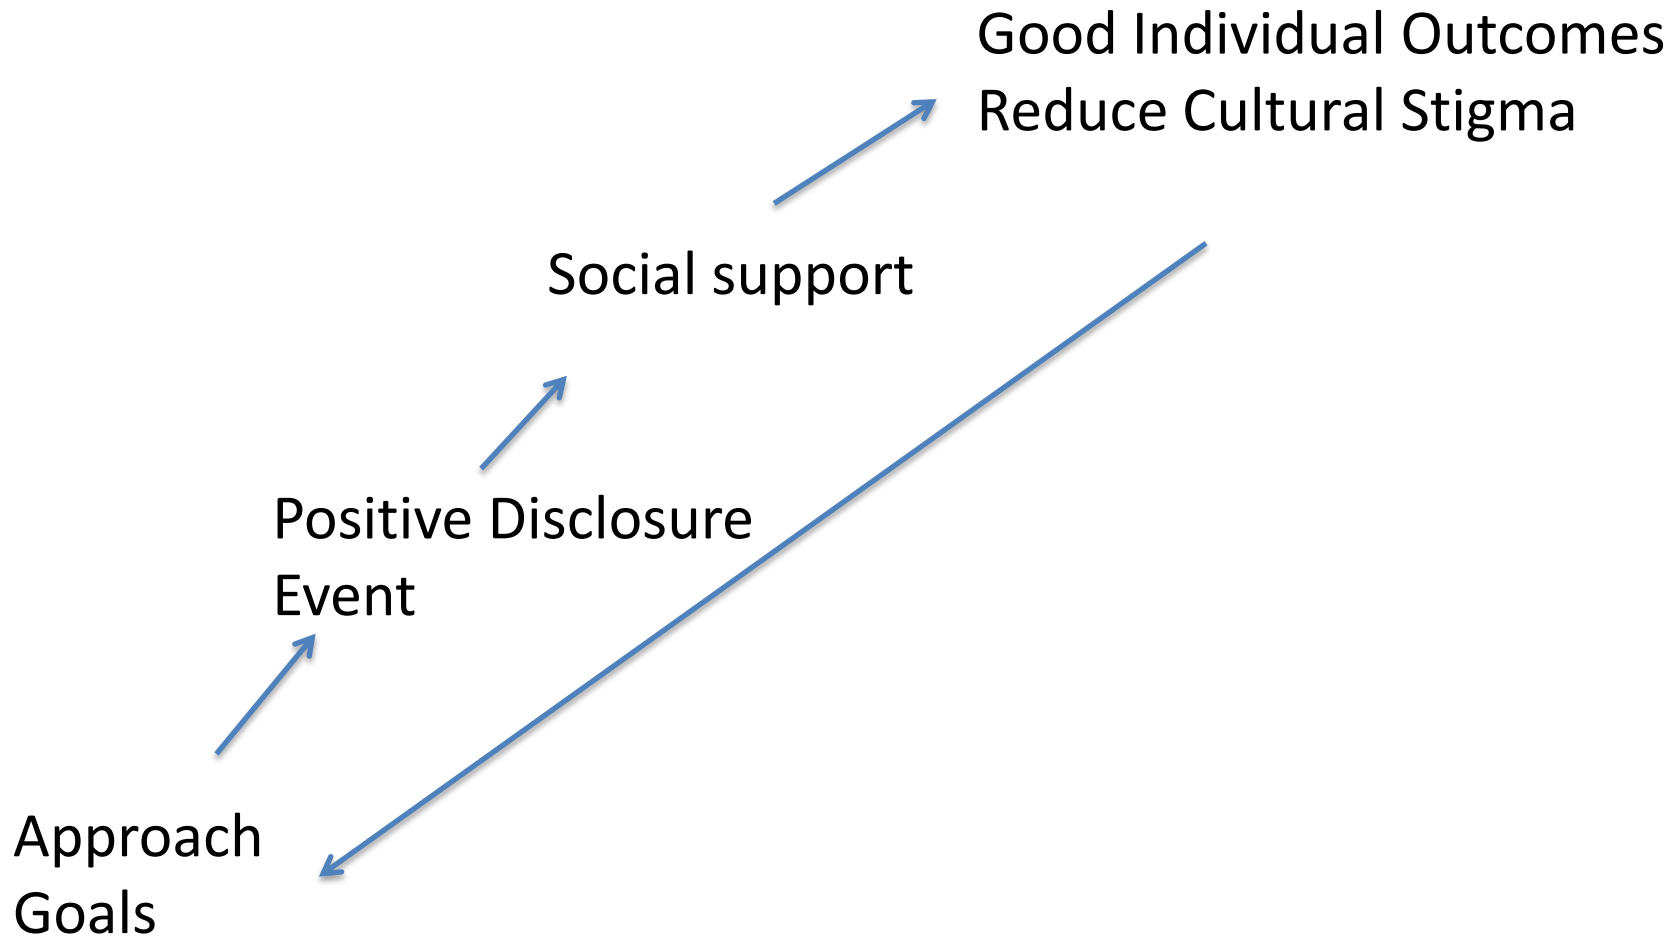 Good Individual Outcomes
Reduce Cultural Stigma
Social support
Positive Disclosure
Event
Approach
Goals